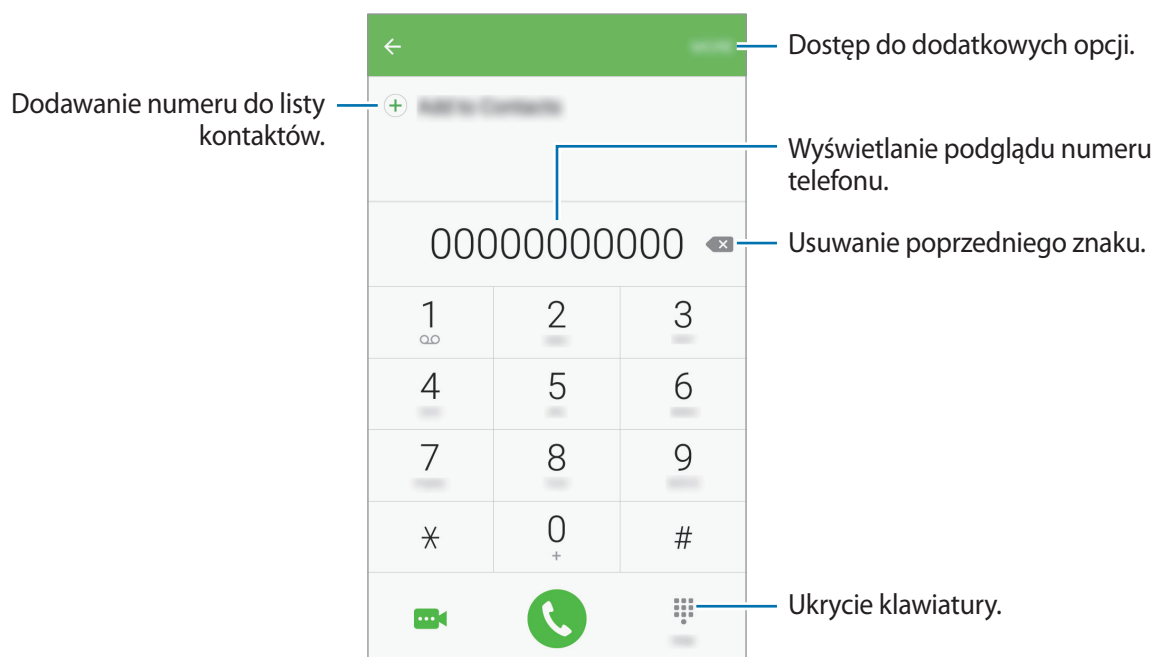 Dostęp do dodatkowych opcji.
Dodawanie numeru do listy
kontaktów.
Wyświetlanie podglądu numeru
telefonu.
00000000000
Usuwanie poprzedniego znaku.
1 2 3
4 5 6
7 8 9
* 0 #
+
Ukrycie klawiatury.